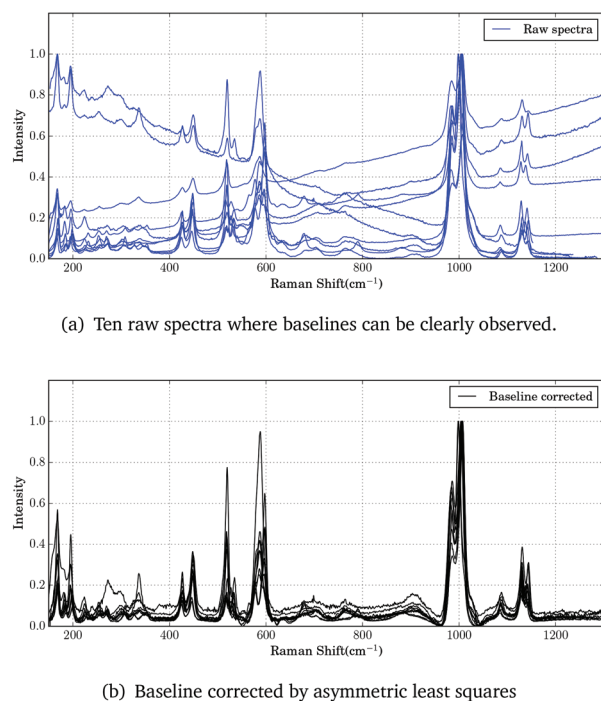 1.0
Raw spectra
0.8
0.6
0.4
0.2
0.0
Intensity
200 400 600 800 1000 1200
Raman Shift(cm⁻¹)
(a) Ten raw spectra where baselines can be clearly observed.
1.0
Baseline corrected
0.8
0.6
0.4
0.2
0.0
Intensity
200 400 600 800 1000 1200
Raman Shift(cm⁻¹)
(b) Baseline corrected by asymmetric least squares